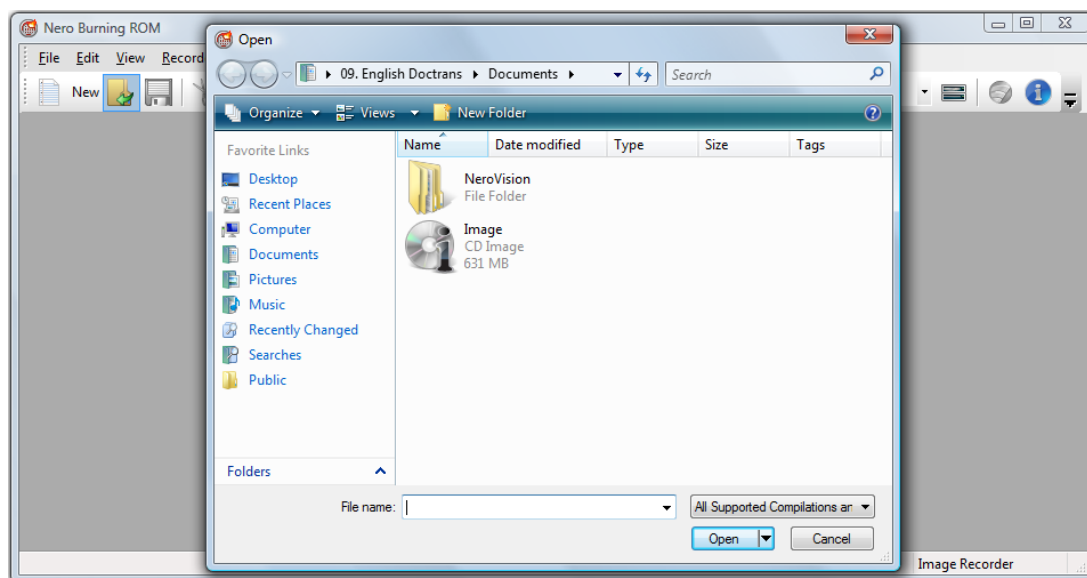 Nero Burning ROM
File Edit View Record
New
Open
09. English Doctrans Documents
Search
Organize Views New Folder
Favorite Links
Desktop
Recent Places
Computer
Documents
Pictures
Music
Recently Changed
Searches
Public
Folders
Name Date modified Type Size Tags
NeroVision
File Folder
Image
CD Image
631 MB
File name:
All Supported Compilations ar
Open Cancel
Image Recorder